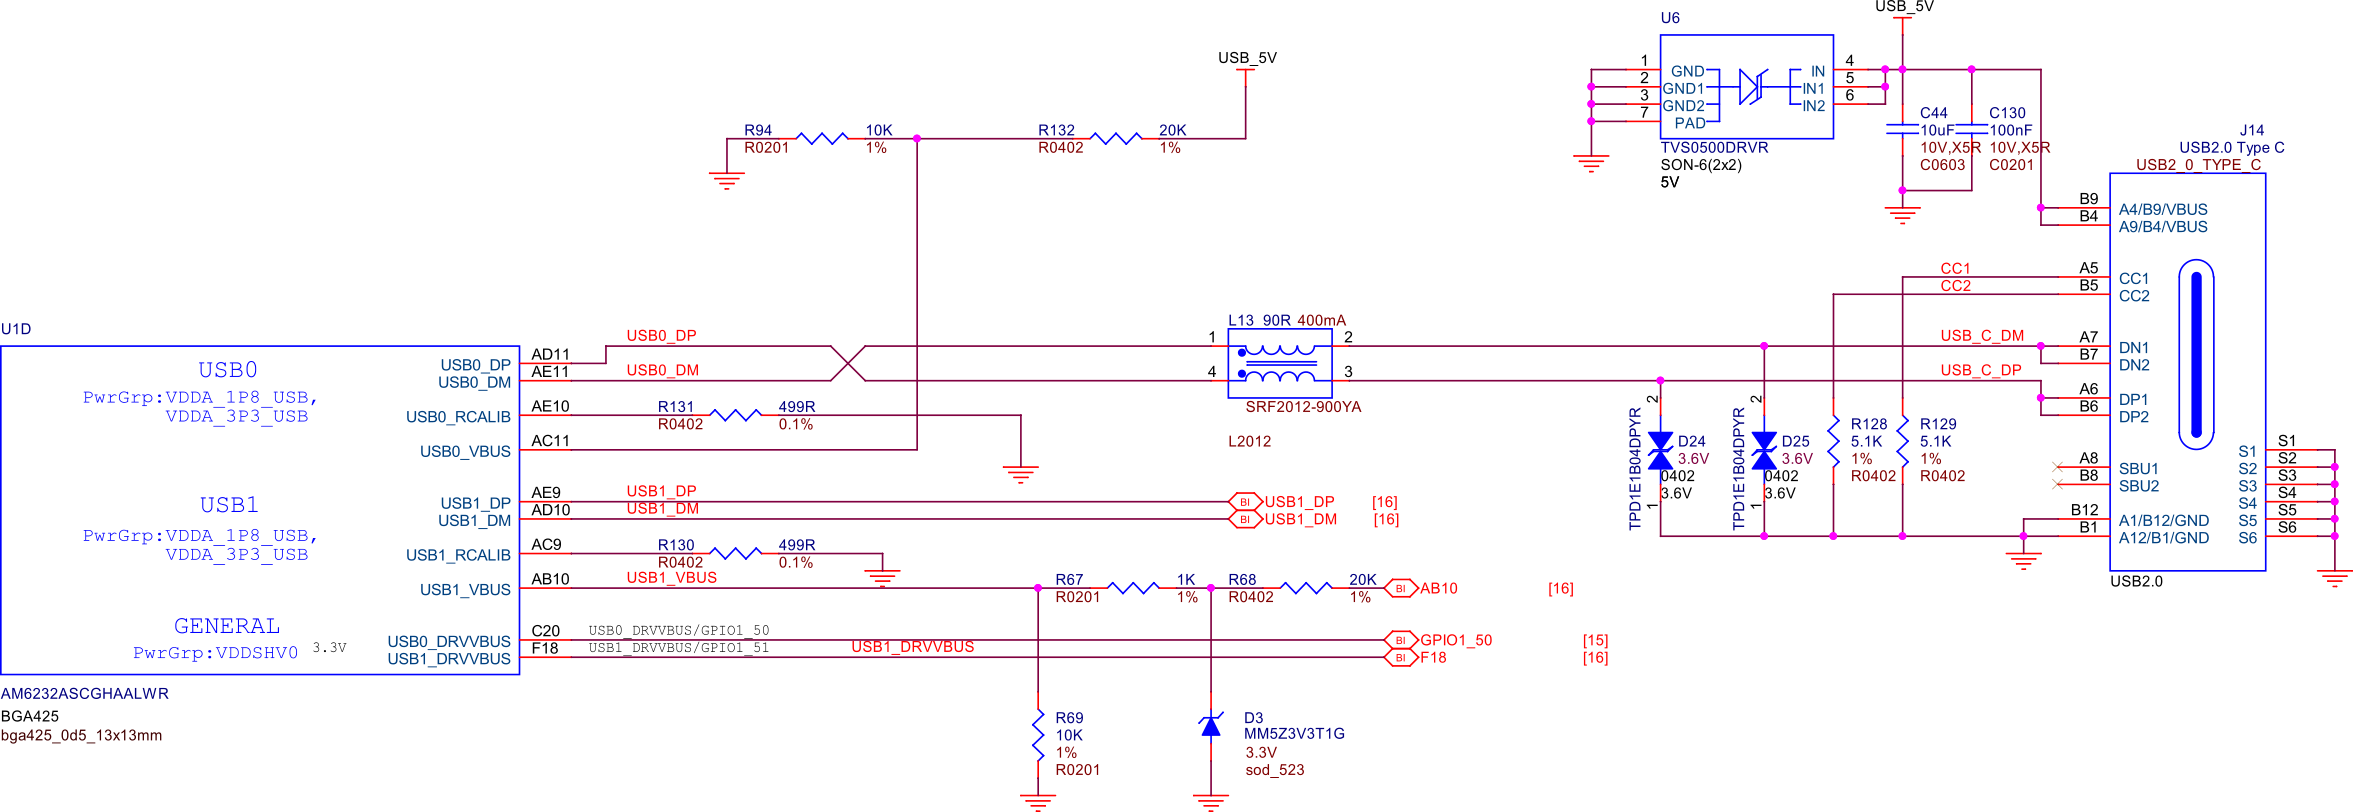 USB_5V
U6
USB_5V
1 GND IN 4
2 GND1 IN1 5
3 GND2 IN2 6
7 PAD
TVS0500DRVR
SON-6(2x2)
5V
C44
10uF
10V,X5R
C0603
C130
100nF
10V,X5R
C0201
R94 10K
R0201 1%
R132 20K
R0402 1%
J14
USB2.0 Type C
USB2_0_TYPE_C
B9 A4/B9/VBUS
B4 A9/B4/VBUS
CC1 A5 CC1
CC2 B5 CC2
USB_C_DM A7 DN1
B7 DN2
USB_C_DP A6 DP1
B6 DP2
A8 SBU1
B8 SBU2
B12 A1/B12/GND
B1 A12/B1/GND
S1 S1
S2 S2
S3 S3
S4 S4
S5 S5
S6 S6
USB2.0
U1D
USB0
PwrGrp:VDDA_1P8_USB,
VDDA_3P3_USB
USB0_DP AD11 USB0_DP
USB0_DM AE11 USB0_DM
USB0_RCALIB AE10
R131 499R
R0402 0.1%
USB0_VBUS AC11
L13 90R 400mA
1 2
4 3
SRF2012-900YA
L2012
TPD1E1B04DPYR
2
1
D24
3.6V
0402
3.6V
TPD1E1B04DPYR
2
1
D25
3.6V
0402
3.6V
R128
5.1K
1%
R0402
R129
5.1K
1%
R0402
USB1
PwrGrp:VDDA_1P8_USB,
VDDA_3P3_USB
USB1_DP AE9 USB1_DP BI USB1_DP [16]
USB1_DM AD10 USB1_DM BI USB1_DM [16]
USB1_RCALIB AC9
R130 499R
R0402 0.1%
USB1_VBUS AB10 USB1_VBUS
R67 1K
R0201 1%
R68 20K
R0402 1%
BI AB10 [16]
GENERAL
PwrGrp:VDDSHV0 3.3V
USB0_DRVVBUS C20 USB0_DRVVBUS/GPIO1_50 BI GPIO1_50 [15]
USB1_DRVVBUS F18 USB1_DRVVBUS/GPIO1_51 USB1_DRVVBUS BI F18 [16]
AM6232ASCGHAALWR
BGA425
bga425_0d5_13x13mm
R69
10K
1%
R0201
D3
MM5Z3V3T1G
3.3V
sod_523